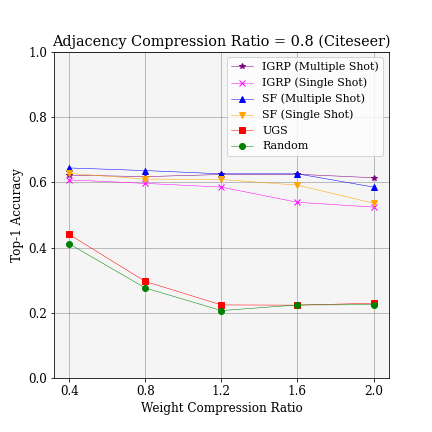 Adjacency Compression Ratio = 0.8 (Citeseer)
1.0
0.8
0.6
0.4
0.2
0.0
Top-1 Accuracy
IGRP (Multiple Shot)
IGRP (Single Shot)
SF (Multiple Shot)
SF (Single Shot)
UGS
Random
0.4 0.8 1.2 1.6 2.0
Weight Compression Ratio